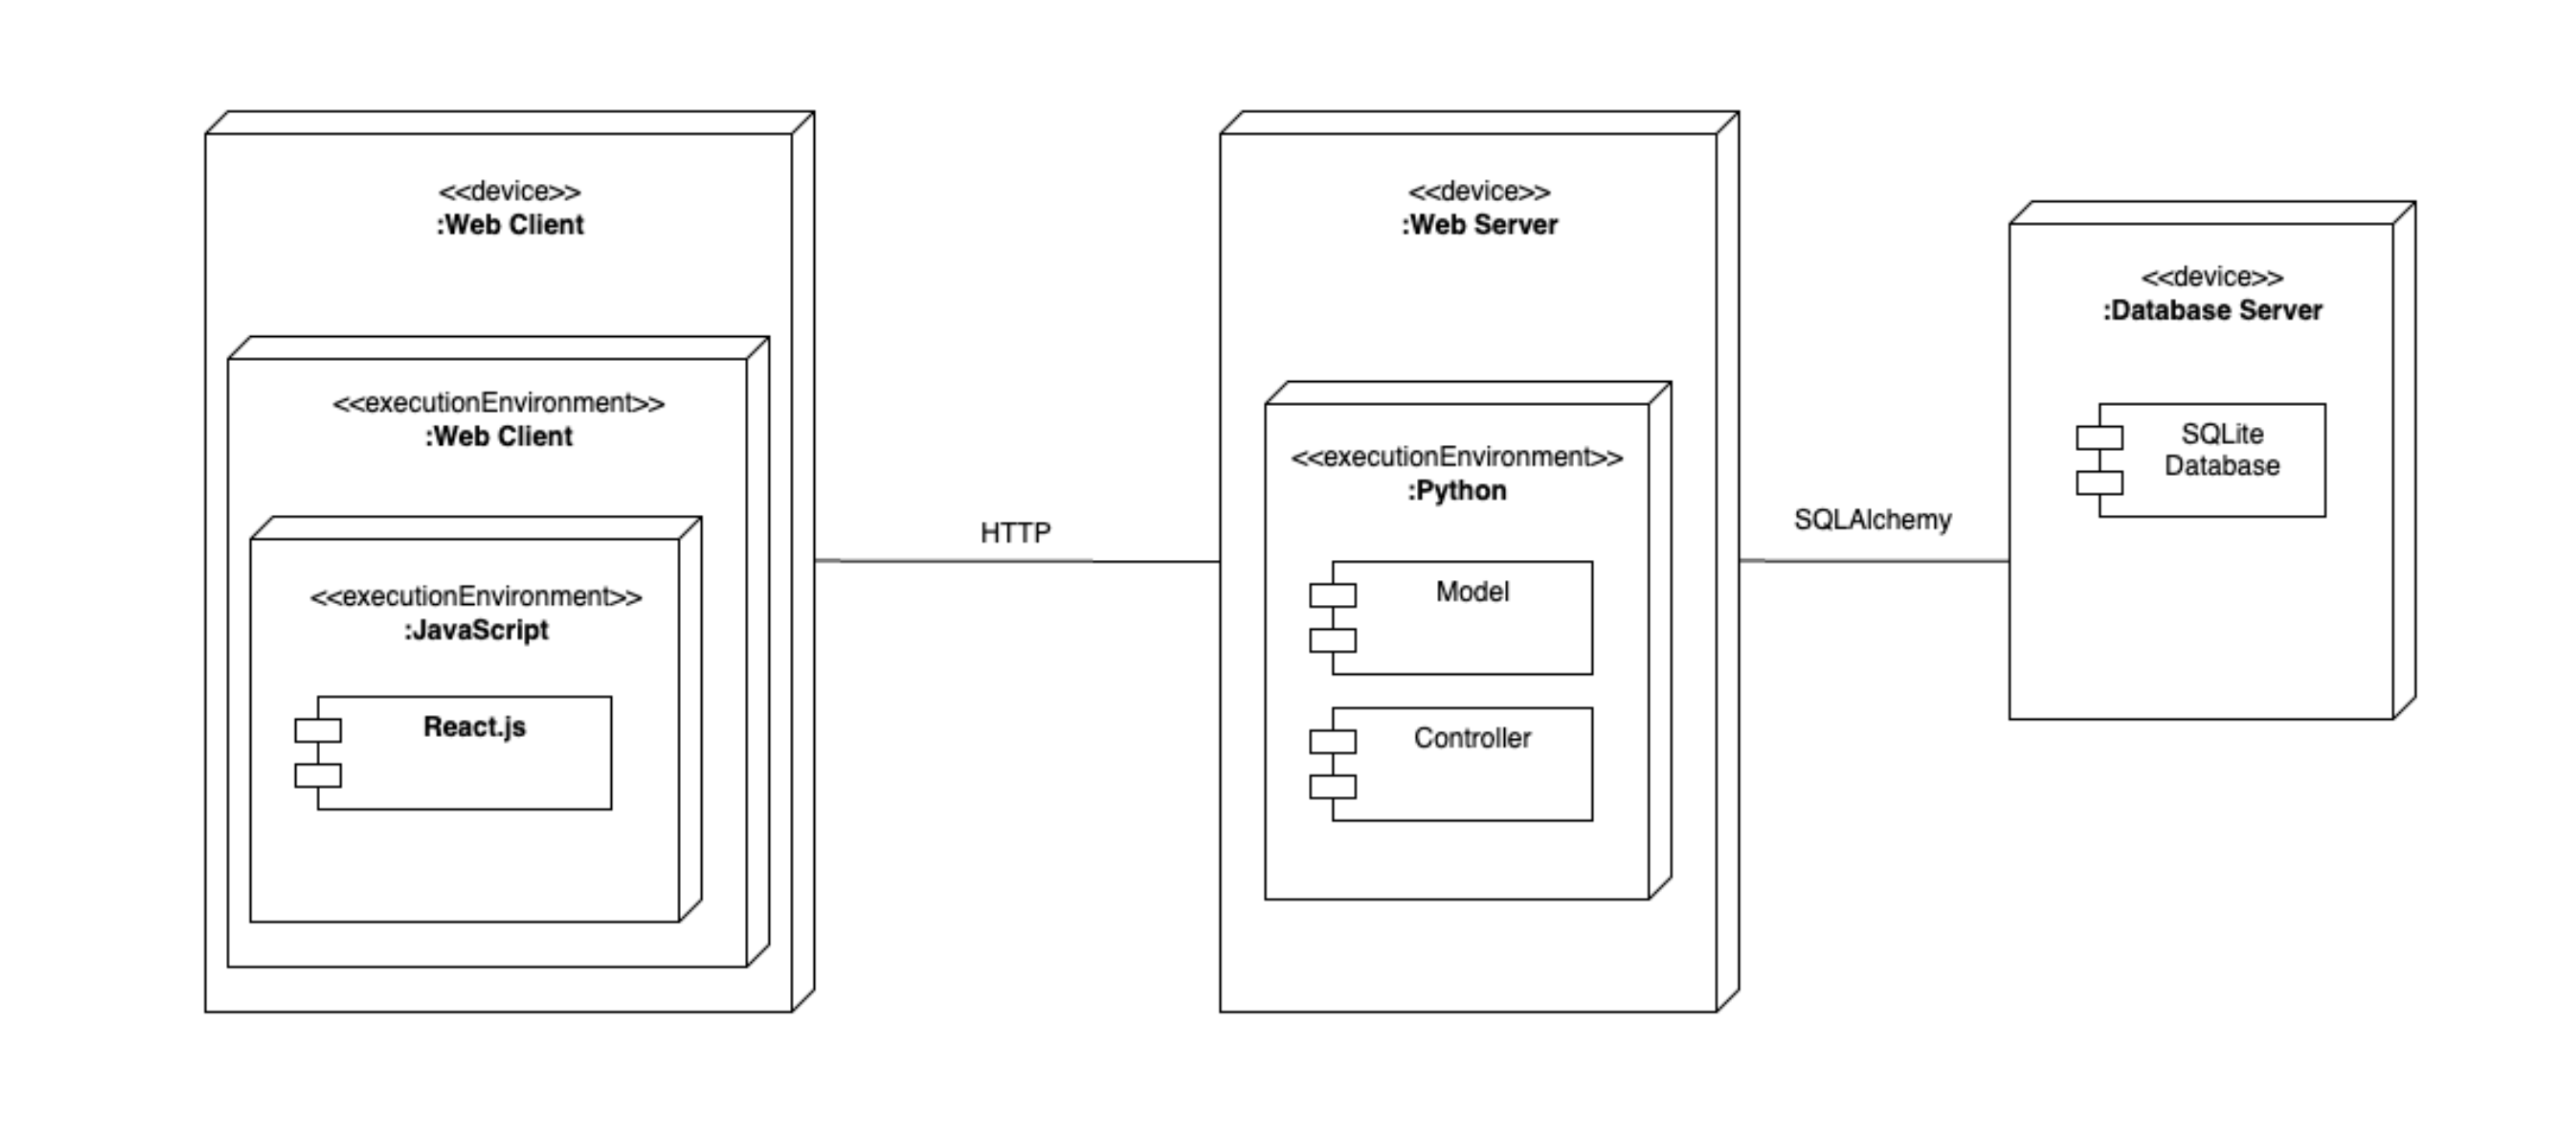 <<device>>
:Web Client
<<executionEnvironment>>
:Web Client
<<executionEnvironment>>
:JavaScript
React.js
HTTP
<<device>>
:Web Server
<<executionEnvironment>>
:Python
Model
Controller
SQLAlchemy
<<device>>
:Database Server
SQLite
Database